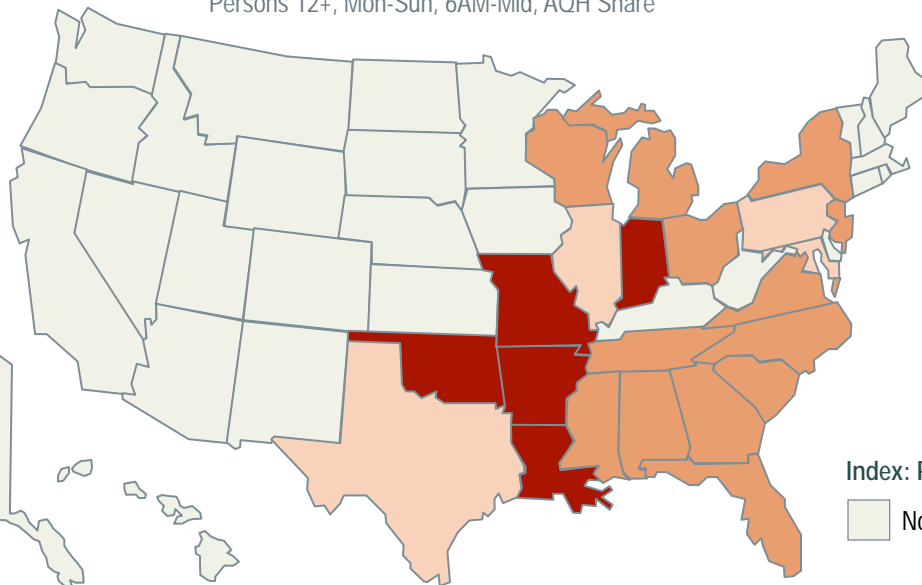 Persons 12+, Mon-Sun, 6AM-Mid, AQH Share
Index: